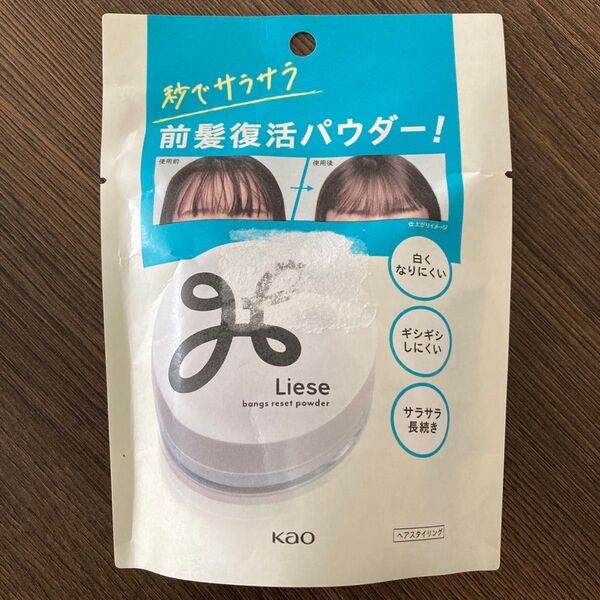 秒でサラサラ
前髪復活パウダー!
使用前
使用後
仕上がりイメージ
白く
なりにくい
ギシギシ
しにくい
サラサラ
長続き
Liese
bangs reset powder
Kao
ヘアスタイリング